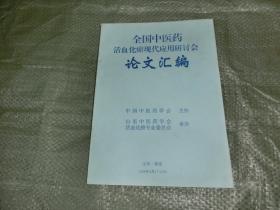 全国中医药
活血化瘀现代应用研讨会
论文汇编
中国中医药学会 主办
山东中医药学会
活血化瘀专业委员会 承办